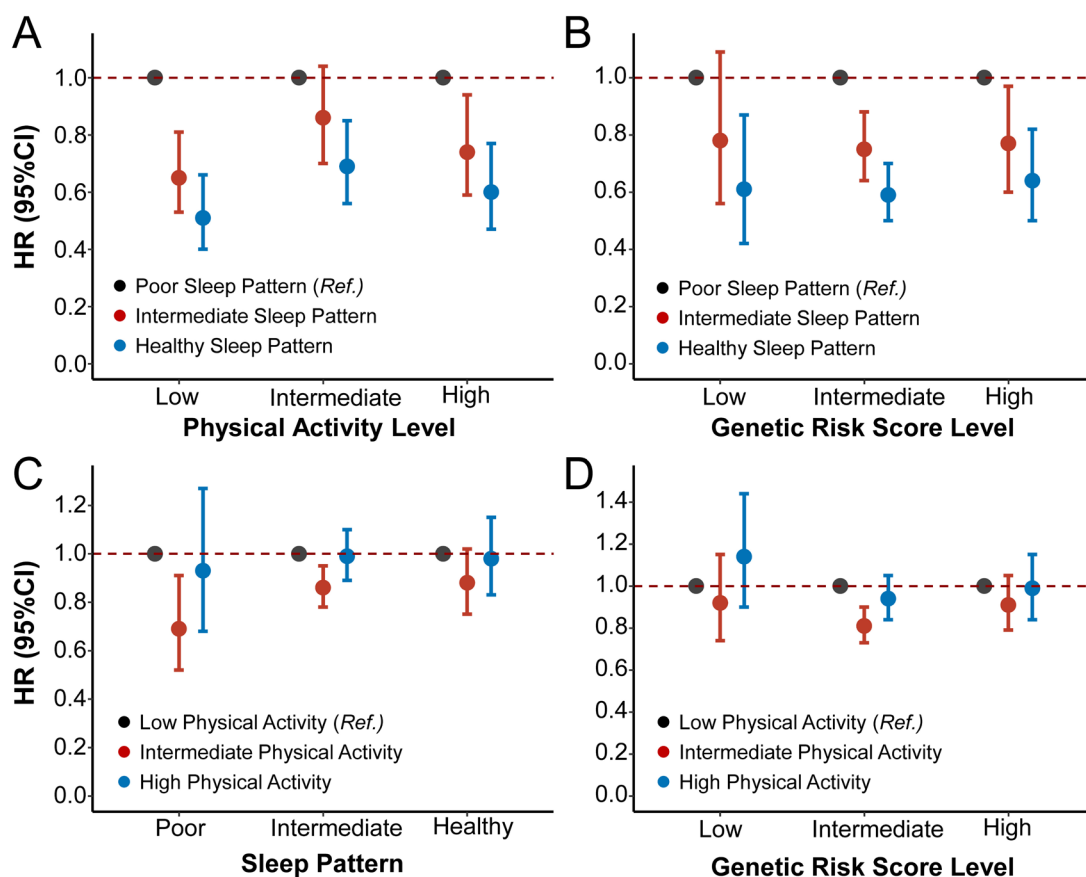 A
HR (95%CI)
1.0
0.8
0.6
0.4
0.2
0.0
Poor Sleep Pattern (Ref.)
Intermediate Sleep Pattern
Healthy Sleep Pattern
Low Intermediate High
Physical Activity Level
B
1.0
0.8
0.6
0.4
0.2
0.0
Poor Sleep Pattern (Ref.)
Intermediate Sleep Pattern
Healthy Sleep Pattern
Low Intermediate High
Genetic Risk Score Level
C
HR (95%CI)
1.2
1.0
0.8
0.6
0.4
0.2
0.0
Low Physical Activity (Ref.)
Intermediate Physical Activity
High Physical Activity
Poor Intermediate Healthy
Sleep Pattern
D
1.4
1.2
1.0
0.8
0.6
0.4
0.2
0.0
Low Physical Activity (Ref.)
Intermediate Physical Activity
High Physical Activity
Low Intermediate High
Genetic Risk Score Level